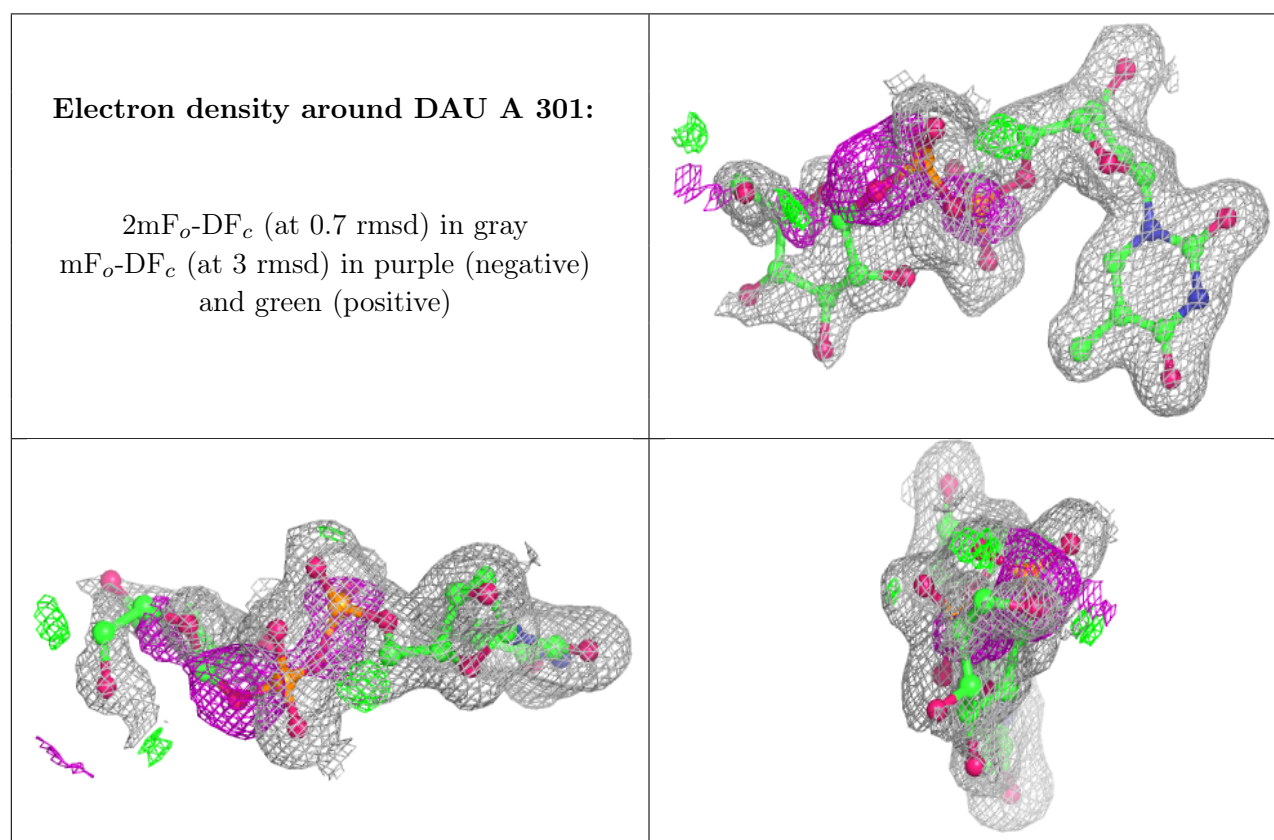 Electron density around DAU A 301:
2mFo-DFc (at 0.7 rmsd) in gray
mFo-DFc (at 3 rmsd) in purple (negative)
and green (positive)